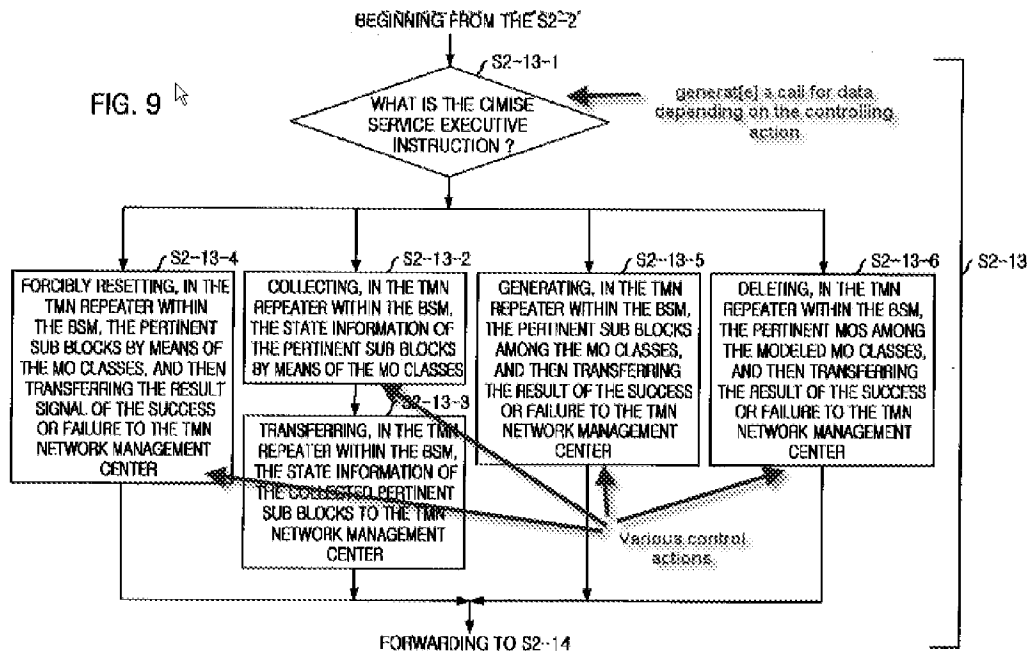 BEGINNING FROM THE S2-2
S2-13-1
FIG. 9
WHAT IS THE CIMISE
SERVICE EXECUTIVE
INSTRUCTION ?
generat[e] a call for data
depending on the controlling
action
S2-13
S2-13-4
FORCIBLY RESETTING, IN THE
TMN REPEATER WITHIN
THE BSM, THE PERTINENT
SUB BLOCKS BY MEANS OF
THE MO CLASSES, AND THEN
TRANSFERRING THE RESULT
SIGNAL OF THE SUCCESS
OR FAILURE TO THE TMN
NETWORK MANAGEMENT
CENTER
S2-13-2
COLLECTING, IN THE TMN
REPEATER WITHIN THE BSM,
THE STATE INFORMATION OF
THE PERTINENT SUB BLOCKS
BY MEANS OF THE MO CLASSES
S2-13-3
TRANSFERRING, IN THE TMN
REPEATER WITHIN THE BSM,
THE STATE INFORMATION OF
THE COLLECTED PERTINENT
SUB BLOCKS TO THE TMN
NETWORK MANAGEMENT
CENTER
S2-13-5
GENERATING, IN THE TMN
REPEATER WITHIN THE BSM,
THE PERTINENT SUB BLOCKS
AMONG THE MO CLASSES,
AND THEN TRANSFERRING
THE RESULT OF THE SUCCESS
OR FAILURE TO THE TMN
NETWORK MANAGEMENT
CENTER
S2-13-6
DELETING, IN THE TMN
REPEATER WITHIN THE BSM,
THE PERTINENT MOS AMONG
THE MODELED MO CLASSES,
AND THEN TRANSFERRING
THE RESULT OF THE SUCCESS
OR FAILURE TO THE TMN
NETWORK MANAGEMENT
CENTER
Various control
actions
FORWARDING TO S2-14